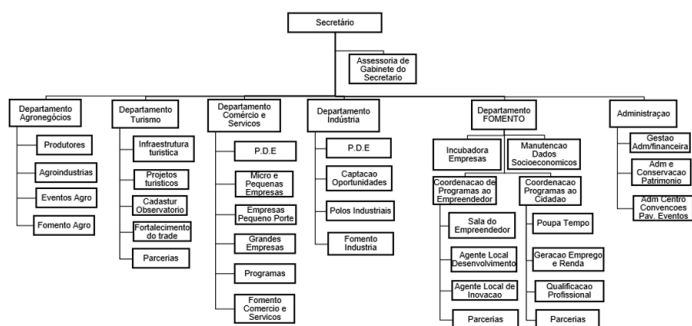 Secretário
Assessoria de
Gabinete do
Secretario
Departamento
Agronegócios
Produtores
Agroindustrias
Eventos Agro
Fomento Agro
Departamento
Turismo
Infraestrutura
turistica
Projetos
turisticos
Cadastur
Observatorio
Fortalecimento
do trade
Parcerias
Departamento
Comércio e
Servicos
P.D.E
Micro e
Pequenas
Empresas
Empresas
Pequeno Porte
Grandes
Empresas
Programas
Fomento
Comercio e
Servicos
Departamento
Indústria
P.D.E
Captacao
Oportunidades
Polos Industriais
Fomento
Industria
Departamento
FOMENTO
Incubadora
Empresas
Manutencao
Dados
Socioeconomicos
Coordenacao de
Programas ao
Empreendedor
Sala do
Empreendedor
Agente Local
Desenvolvimento
Agente Local de
Inovacao
Parcerias
Coordenacao
Programas ao
Cidadao
Poupa Tempo
Geracao Emprego
e Renda
Qualificacao
Profissional
Parcerias
Administraçao
Gestao
Adm/financeira
Adm e
Conservacao
Patrimonio
Adm Centro
Convencoes
Pav. Eventos